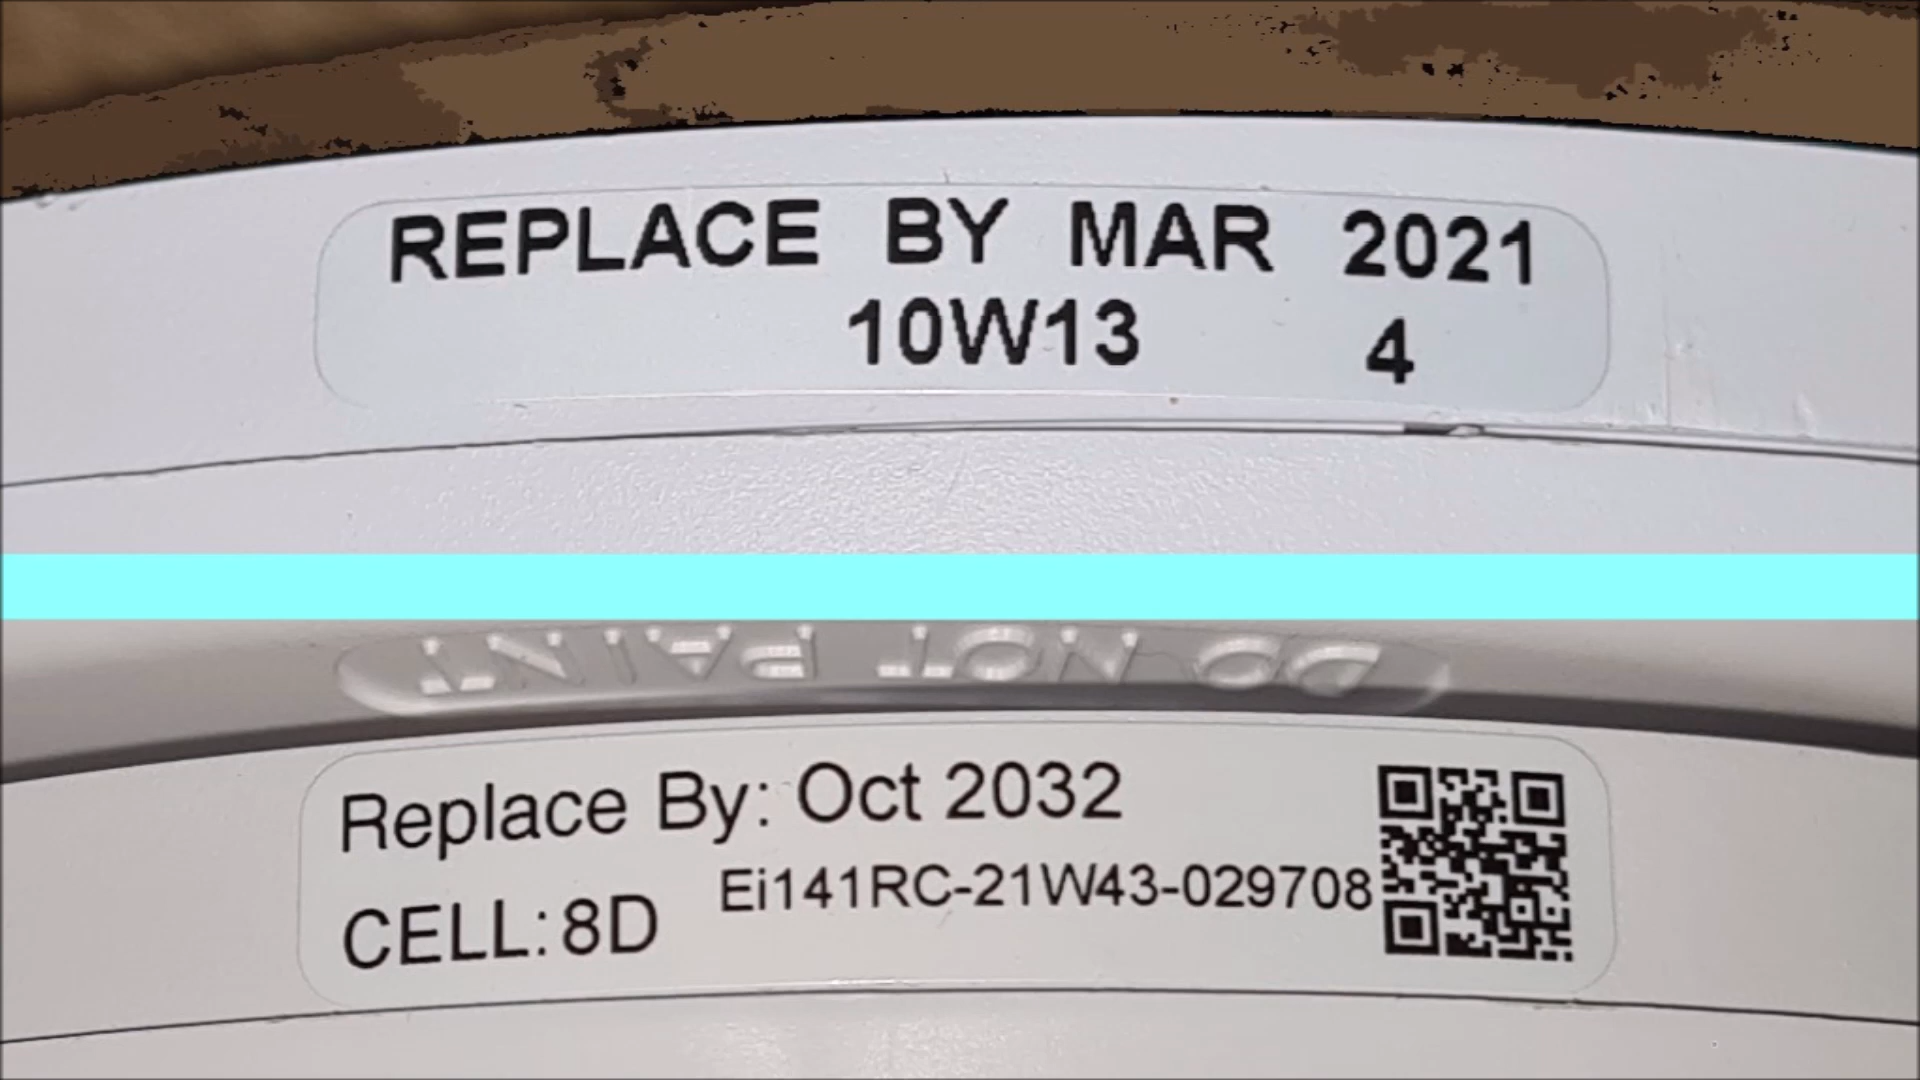 REPLACE BY MAR 2021
10W13 4
DO NOT PAINT
Replace By: Oct 2032
Ei141RC-21W43-029708
CELL: 8D